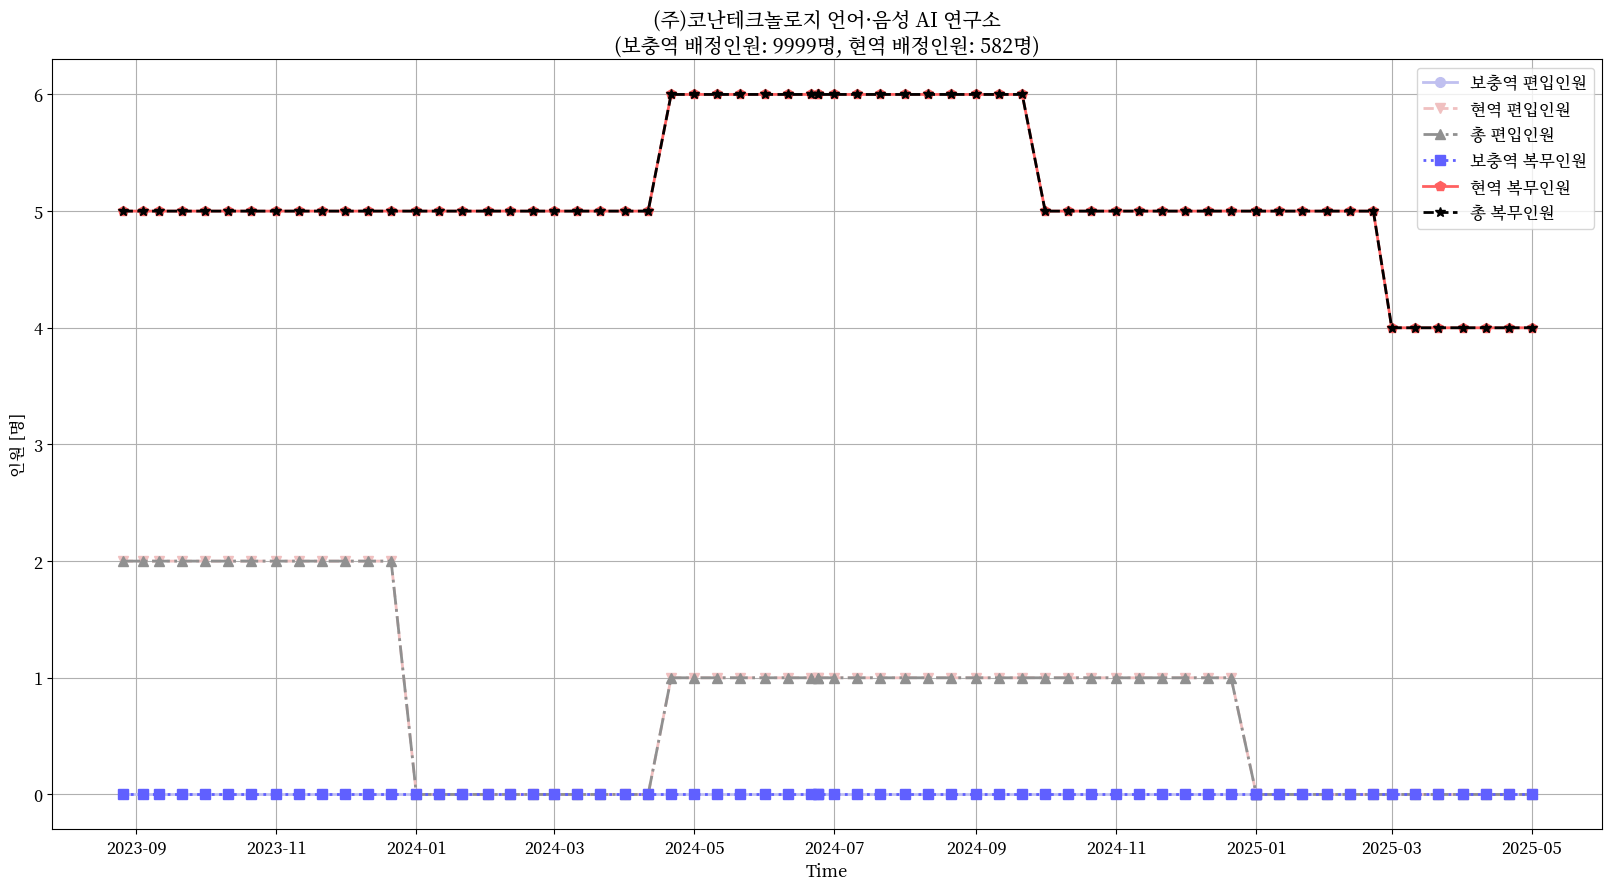 (주)코난테크놀로지 언어·음성 AI 연구소
(보충역 배정인원: 9999명, 현역 배정인원: 582명)
보충역 편입인원
현역 편입인원
총 편입인원
보충역 복무인원
현역 복무인원
총 복무인원
인원 [명]
6
5
4
3
2
1
0
2023-09
2023-11
2024-01
2024-03
2024-05
2024-07
2024-09
2024-11
2025-01
2025-03
2025-05
Time